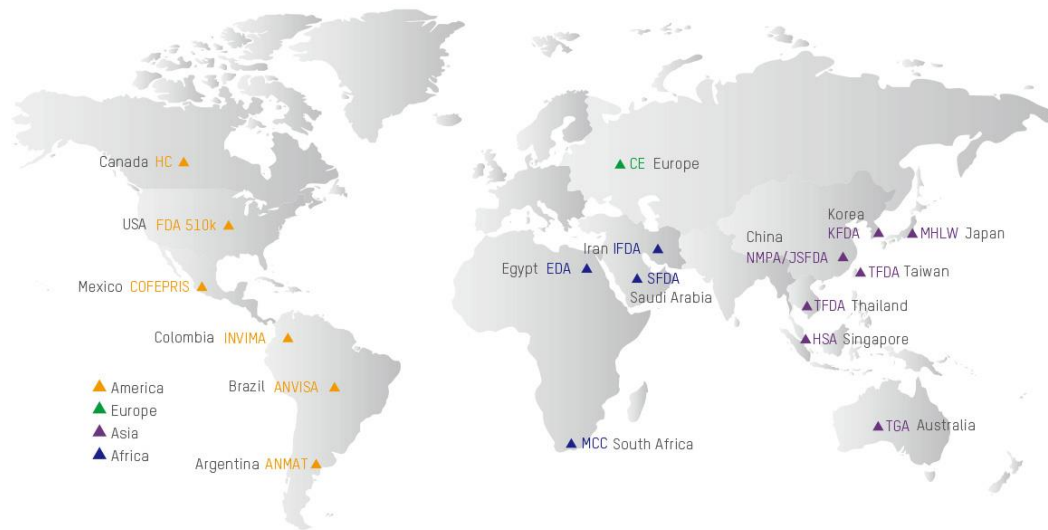 Canada HC
USA FDA 510k
Mexico COFEPRIS
Colombia INVIMA
Brazil ANVISA
Argentina ANMAT
America
Europe
Asia
Africa
CE Europe
Iran IFDA
Egypt EDA
SFDA
Saudi Arabia
MCC South Africa
Korea
KFDA
MHLW Japan
China
NMPA/JSFDA
TFDA Taiwan
TFDA Thailand
HSA Singapore
TGA Australia